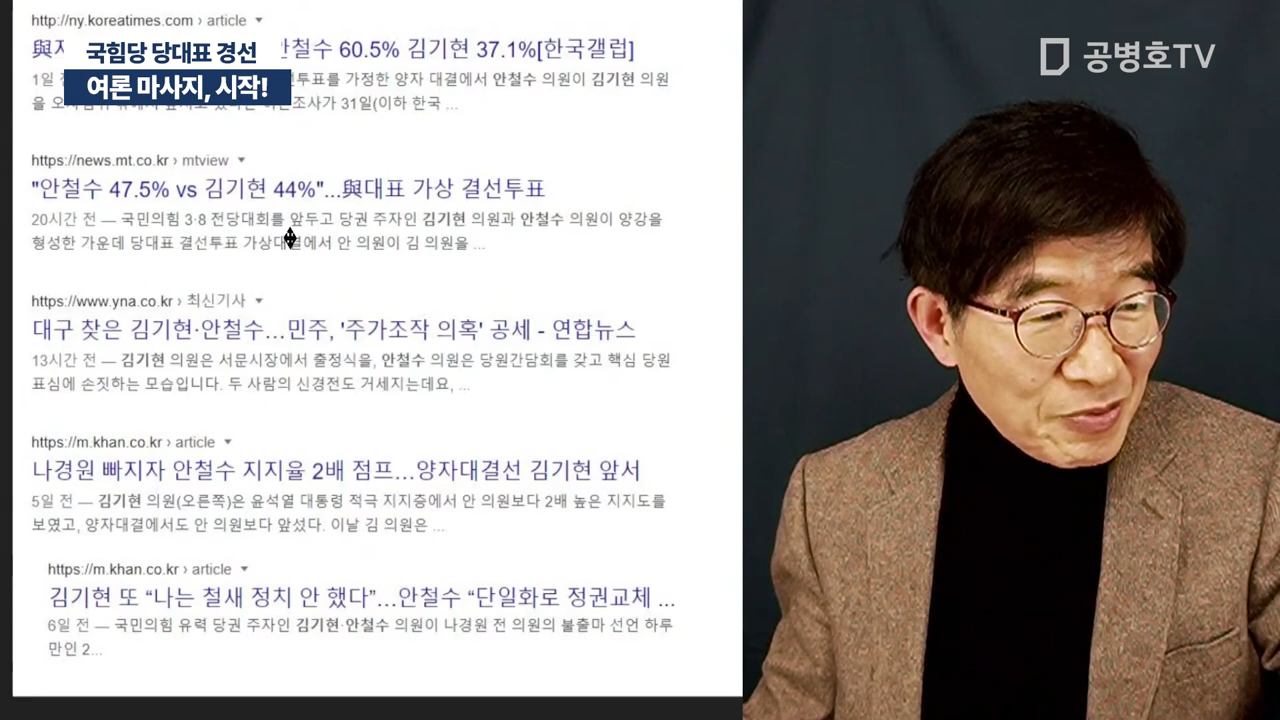 http://ny.koreatimes.com › article
與지
안철수 60.5% 김기현 37.1%[한국갤럽]
국힘당 당대표 경선
여론 마사지, 시작!
공병호TV
1일
투표를 가정한 양자 대결에서 안철수 의원이 김기현 의원
31일(이하 한국 ...
https://news.mt.co.kr › mtview
"안철수 47.5% vs 김기현 44%"...與대표 가상 결선투표
20시간 전 — 국민의힘 3·8 전당대회를 앞두고 당권 주자인 김기현 의원과 안철수 의원이 양강을
형성한 가운데 당대표 결선투표 가상대결에서 안 의원이 김 의원을 ...
https://www.yna.co.kr › 최신기사
대구 찾은 김기현·안철수…민주, '주가조작 의혹' 공세 - 연합뉴스
13시간 전 — 김기현 의원은 서문시장에서 출정식을, 안철수 의원은 당원간담회를 갖고 핵심 당원
표심에 손짓하는 모습입니다. 두 사람의 신경전도 거세지는데요, ...
https://m.khan.co.kr › article
나경원 빠지자 안철수 지지율 2배 점프…양자대결선 김기현 앞서
5일 전 — 김기현 의원(오른쪽)은 윤석열 대통령 적극 지지층에서 안 의원보다 2배 높은 지지도를
보였고, 양자대결에서도 안 의원보다 앞섰다. 이날 김 의원은 ...
https://m.khan.co.kr › article
김기현 또 “나는 철새 정치 안 했다”…안철수 “단일화로 정권교체 ...
6일 전 — 국민의힘 유력 당권 주자인 김기현·안철수 의원이 나경원 전 의원의 불출마 선언 하루
만인 2...